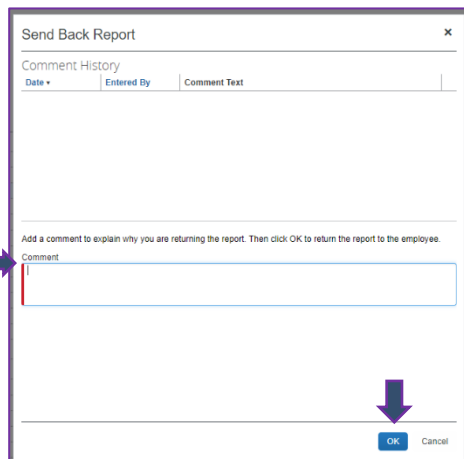 Send Back Report ×
Comment History
Date ▾ Entered By Comment Text
Add a comment to explain why you are returning the report. Then click OK to return the report to the employee.
Comment
OK Cancel